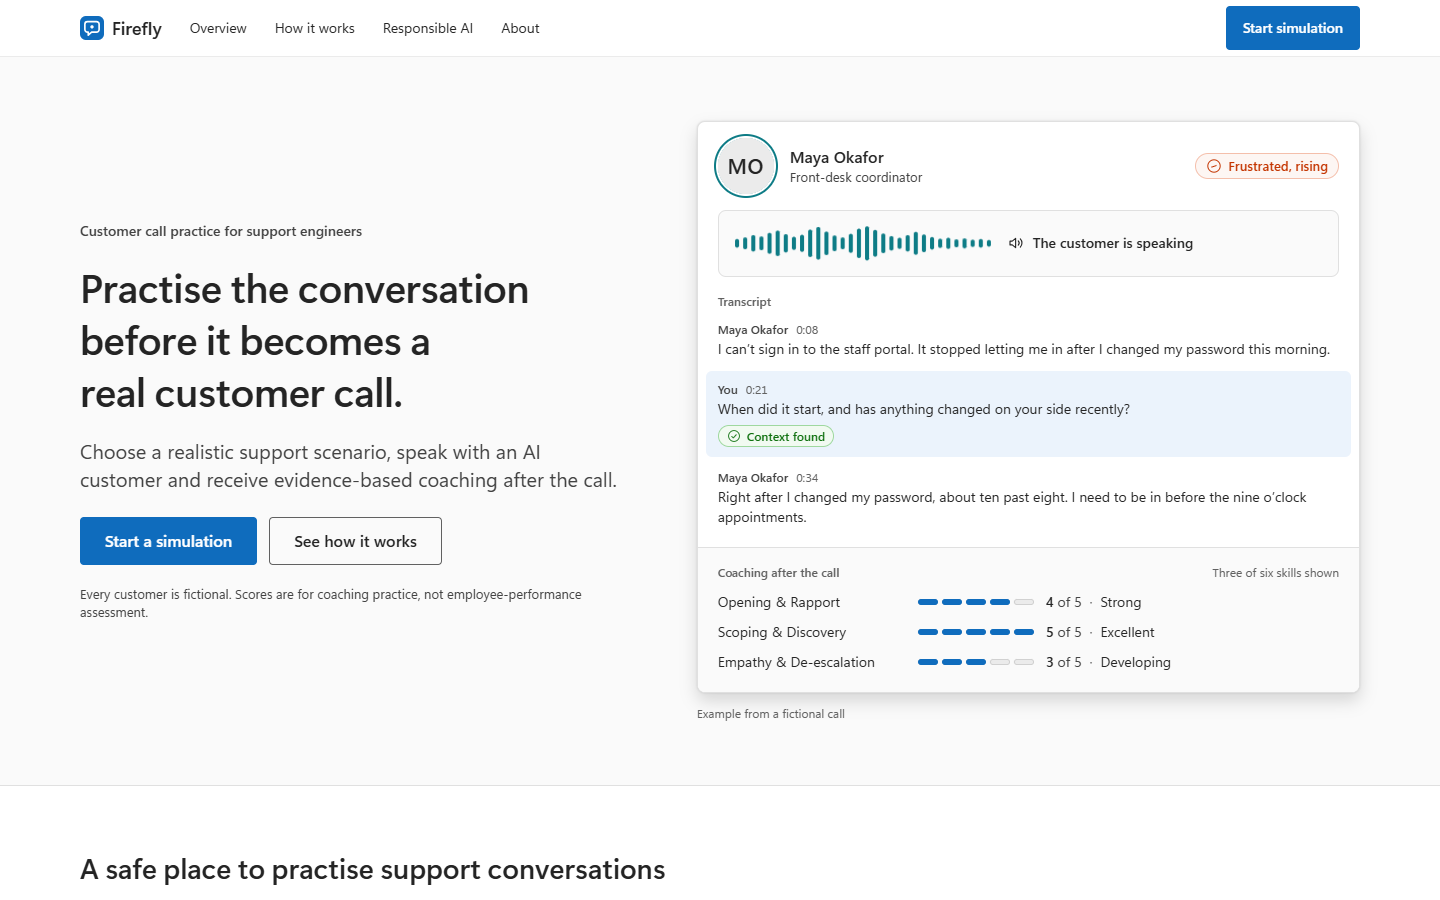 Firefly
Overview
How it works
Responsible AI
About
Start simulation
Customer call practice for support engineers
Practise the conversation
before it becomes a
real customer call.
Choose a realistic support scenario, speak with an AI
customer and receive evidence-based coaching after the call.
Start a simulation
See how it works
Every customer is fictional. Scores are for coaching practice, not employee-performance
assessment.
MO
Maya Okafor
Front-desk coordinator
Frustrated, rising
The customer is speaking
Transcript
Maya Okafor 0:08
I can’t sign in to the staff portal. It stopped letting me in after I changed my password this morning.
You 0:21
When did it start, and has anything changed on your side recently?
Context found
Maya Okafor 0:34
Right after I changed my password, about ten past eight. I need to be in before the nine o’clock
appointments.
Coaching after the call
Three of six skills shown
Opening & Rapport 4 of 5 · Strong
Scoping & Discovery 5 of 5 · Excellent
Empathy & De-escalation 3 of 5 · Developing
Example from a fictional call
A safe place to practise support conversations